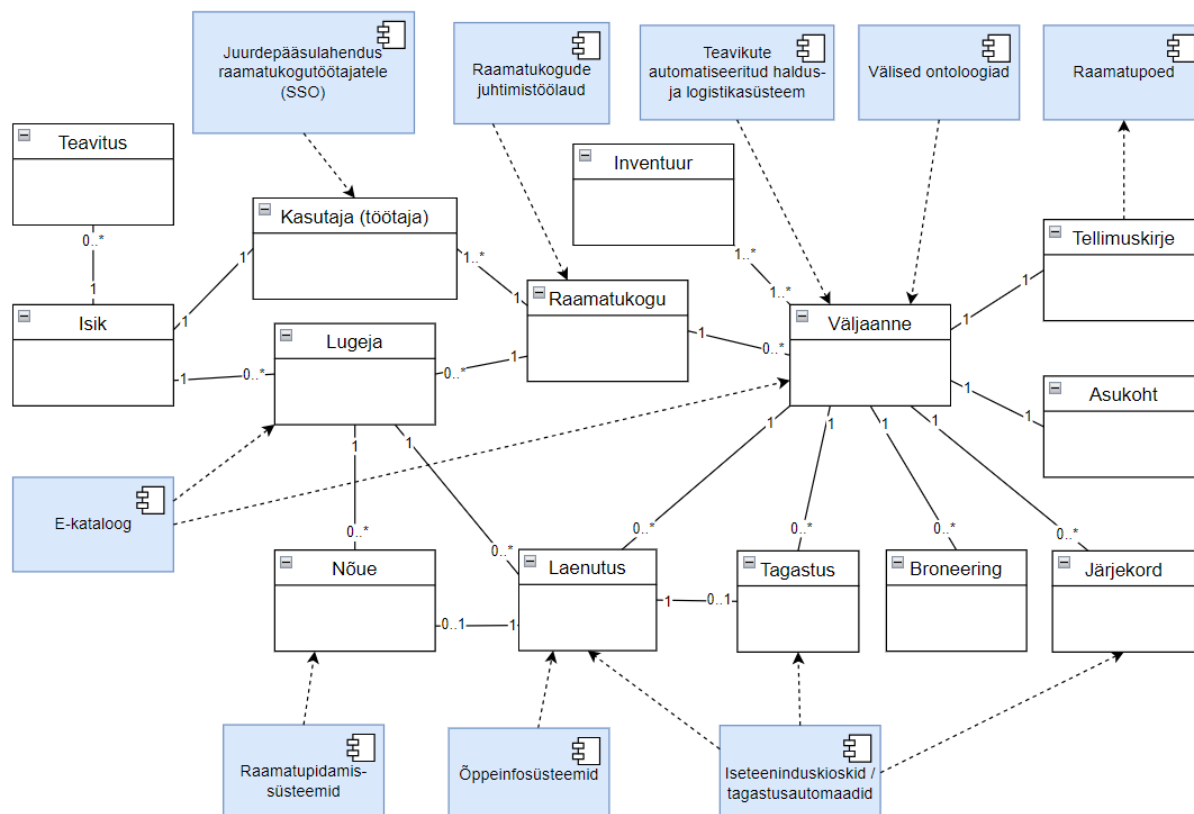 Juurdepääsulahendus
raamatukogutöötajatele
(SSO)
Raamatukogude
juhtimistöölaud
Teavikute
automatiseeritud haldus-
ja logistikasüsteem
Välised ontoloogiad
Raamatupoed
Teavitus
Inventuur
Kasutaja (töötaja)
Tellimuskirje
0..*
1
1
1..*
1
1..*
1..*
1
1
Isik
Lugeja
Raamatukogu
Väljaanne
1
0..*
1
0..*
1
0..*
1
1
Asukoht
1
1
1
1
1
1
E-kataloog
0..*
0..*
0..*
0..*
0..*
0..*
Nõue
Laenutus
Tagastus
Broneering
Järjekord
0..1
1
1
0..1
Raamatupidamis-
süsteemid
Õppeinfosüsteemid
Iseteeninduskioskid /
tagastusautomaadid